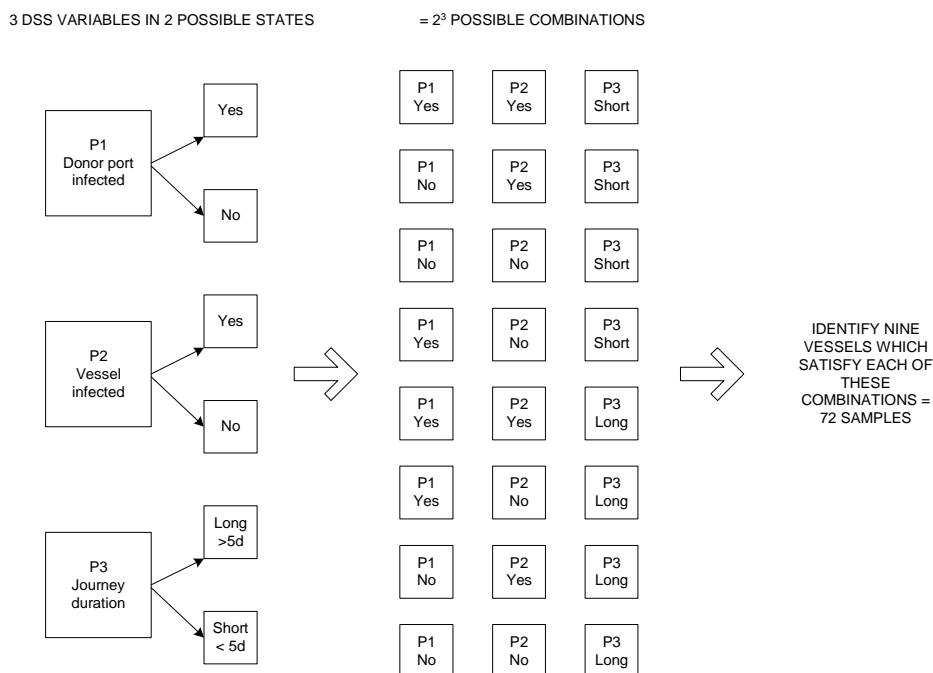 3 DSS VARIABLES IN 2 POSSIBLE STATES
= 2³ POSSIBLE COMBINATIONS
P1
Donor port
infected
Yes
No
P2
Vessel
infected
Yes
No
P3
Journey
duration
Long
>5d
Short
< 5d
P1
Yes
P2
Yes
P3
Short
P1
No
P2
Yes
P3
Short
P1
No
P2
No
P3
Short
P1
Yes
P2
No
P3
Short
P1
Yes
P2
Yes
P3
Long
P1
Yes
P2
No
P3
Long
P1
No
P2
Yes
P3
Long
P1
No
P2
No
P3
Long
IDENTIFY NINE
VESSELS WHICH
SATISFY EACH OF
THESE
COMBINATIONS =
72 SAMPLES